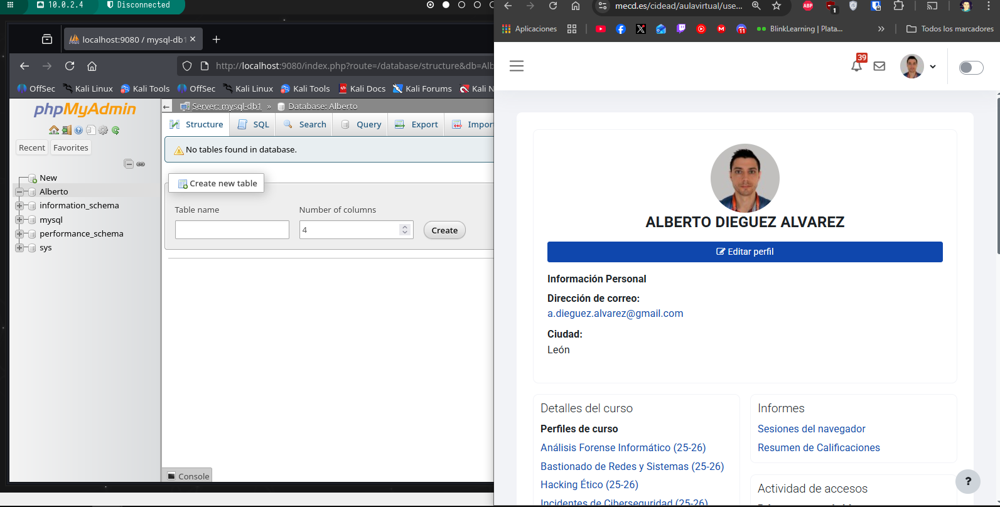 10.0.2.4
Disconnected
localhost:9080 / mysql-db1
http://localhost:9080/index.php?route=/database/structure&db=Alb
OffSec
Kali Linux
Kali Tools
OffSec
Kali Linux
Kali Tools
Kali Docs
Kali Forums
Kali N
phpMyAdmin
Recent
Favorites
New
Alberto
information_schema
mysql
performance_schema
sys
Server: mysql-db1 » Database: Alberto
Structure
SQL
Search
Query
Export
Impor
No tables found in database.
Create new table
Table name
Number of columns
4
Create
Console
mecd.es/cidead/aulavirtual/use...
ABP
1
Aplicaciones
11
BlinkLearning | Plata...
»
Todos los marcadores
39
ALBERTO DIEGUEZ ALVAREZ
Editar perfil
Información Personal
Dirección de correo:
a.dieguez.alvarez@gmail.com
Ciudad:
León
Detalles del curso
Perfiles de curso
Análisis Forense Informático (25-26)
Bastionado de Redes y Sistemas (25-26)
Hacking Ético (25-26)
Incidentes de Ciberseguridad (25-26)
Informes
Sesiones del navegador
Resumen de Calificaciones
Actividad de accesos
?